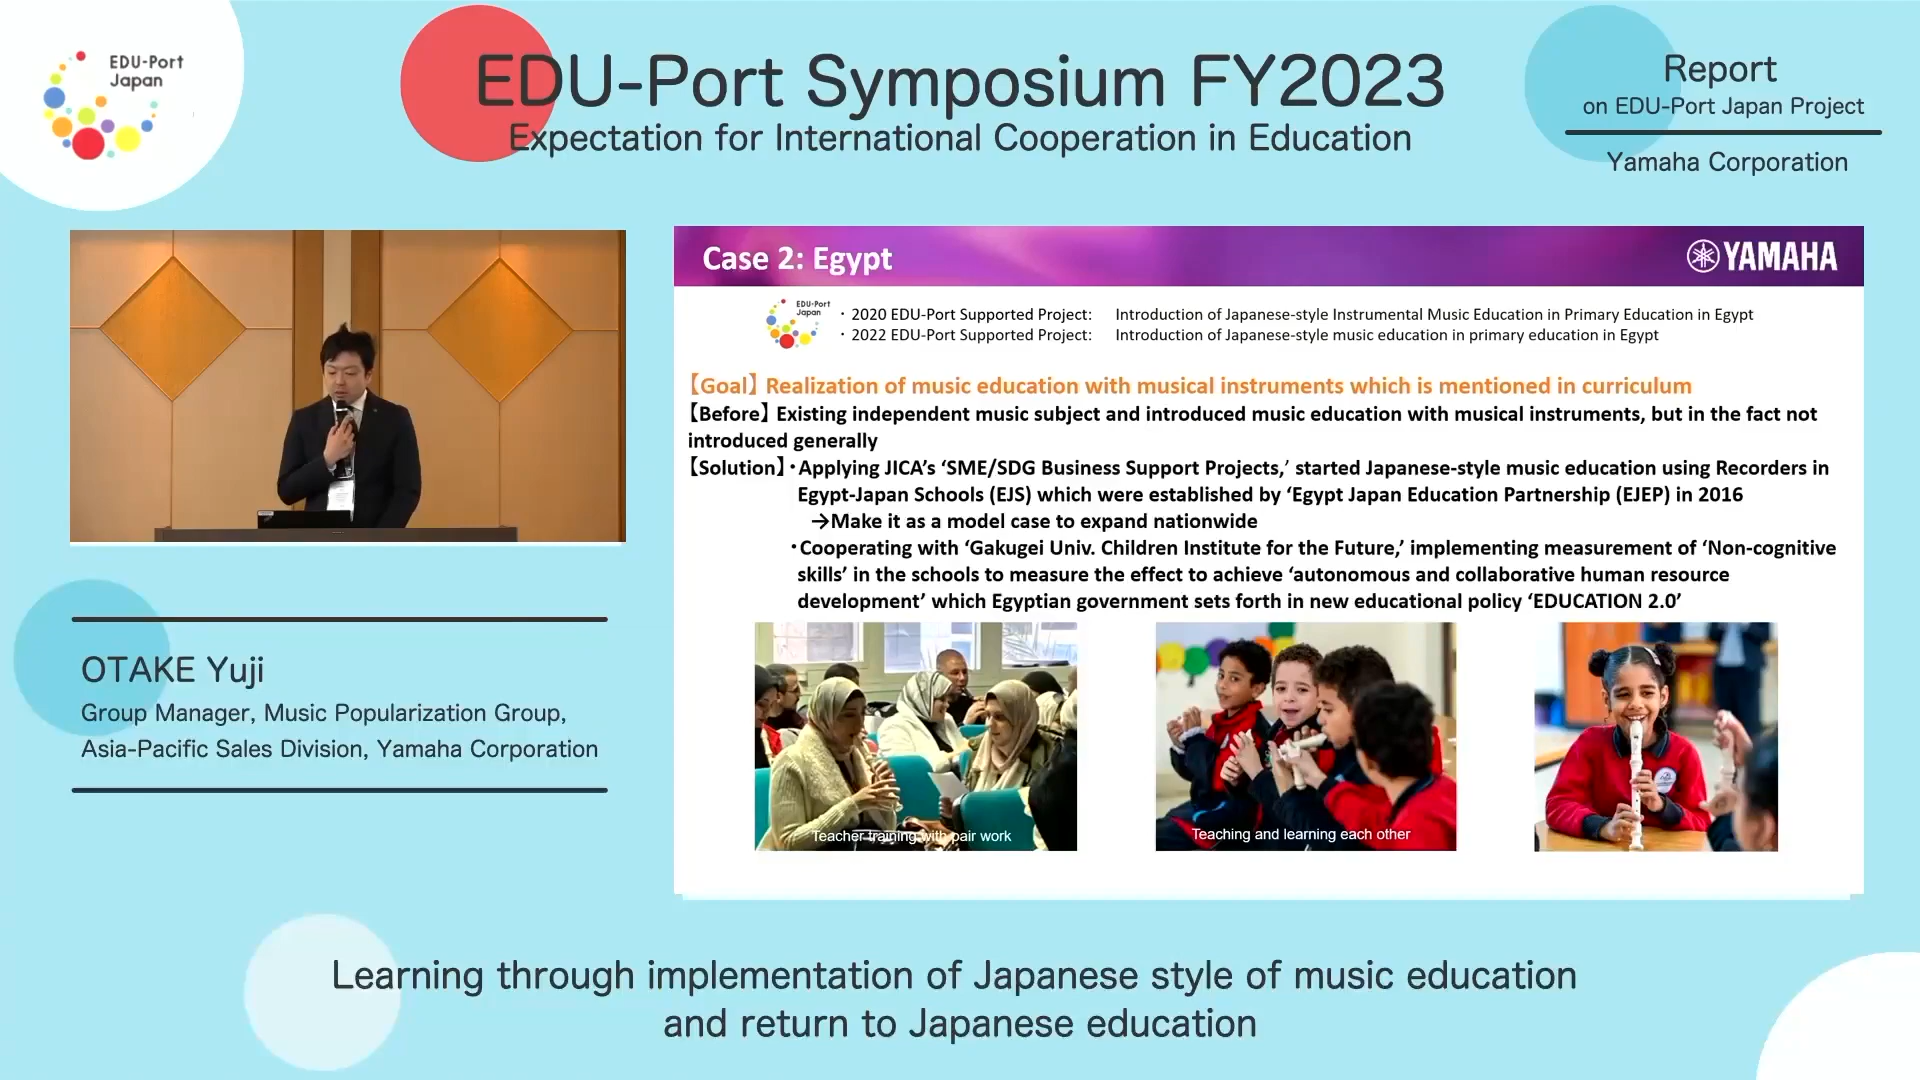 EDU-Port
Japan
EDU-Port Symposium FY2023
Expectation for International Cooperation in Education
Report
on EDU-Port Japan Project
Yamaha Corporation
Case 2: Egypt
YAMAHA
EDU-Port
Japan
・2020 EDU-Port Supported Project: Introduction of Japanese-style Instrumental Music Education in Primary Education in Egypt
・2022 EDU-Port Supported Project: Introduction of Japanese-style music education in primary education in Egypt
【Goal】Realization of music education with musical instruments which is mentioned in curriculum
【Before】Existing independent music subject and introduced music education with musical instruments, but in the fact not
introduced generally
【Solution】・Applying JICA's 'SME/SDG Business Support Projects,' started Japanese-style music education using Recorders in
Egypt-Japan Schools (EJS) which were established by 'Egypt Japan Education Partnership (EJEP) in 2016
→Make it as a model case to expand nationwide
・Cooperating with 'Gakugei Univ. Children Institute for the Future,' implementing measurement of 'Non-cognitive
skills' in the schools to measure the effect to achieve 'autonomous and collaborative human resource
development' which Egyptian government sets forth in new educational policy 'EDUCATION 2.0'
Teacher training with pair work
Teaching and learning each other
OTAKE Yuji
Group Manager, Music Popularization Group,
Asia-Pacific Sales Division, Yamaha Corporation
Learning through implementation of Japanese style of music education
and return to Japanese education